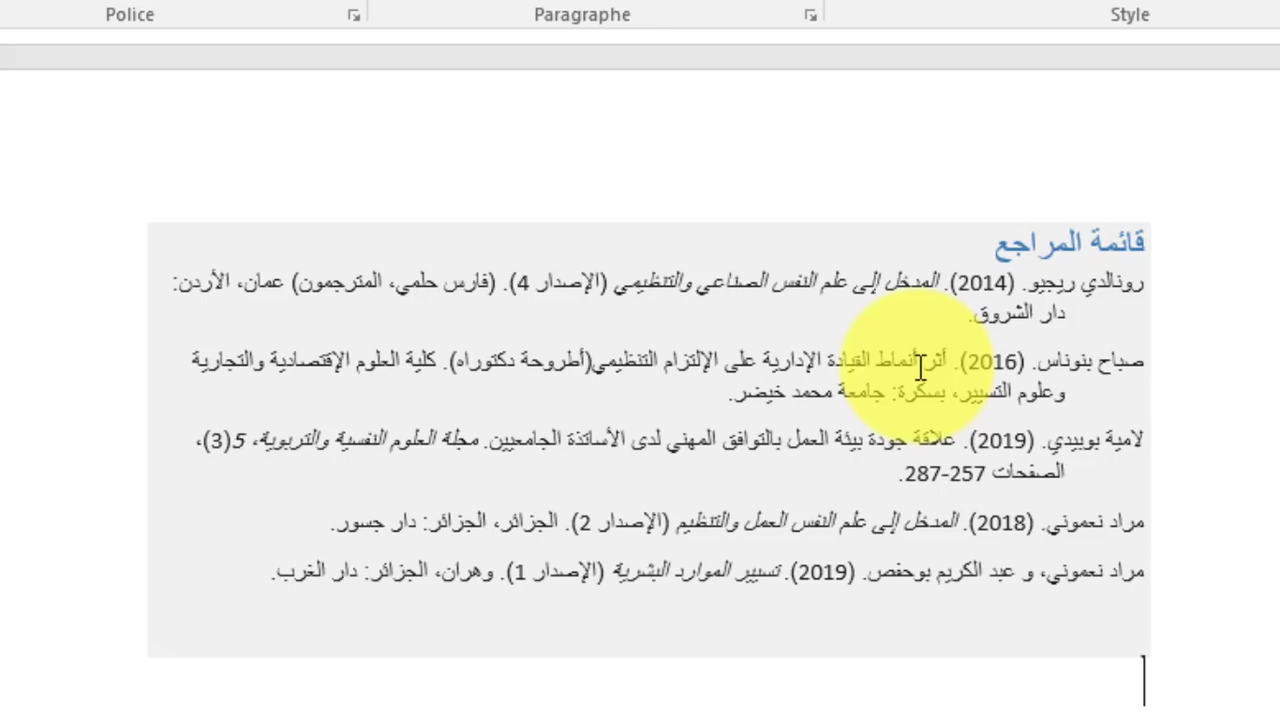 Police
Paragraphe
Style
قائمة المراجع
رونالدي ريجيو. (2014). المدخل إلى علم النفس الصناعي والتنظيمي (الإصدار 4). (فارس حلمي، المترجمون) عمان، الأردن:
دار الشروق.
صباح بنوناس. (2016). أثر أنماط القيادة الإدارية على الإلتزام التنظيمي(أطروحة دكتوراه). كلية العلوم الإقتصادية والتجارية
وعلوم التسيير، بسكرة: جامعة محمد خيضر.
لامية بوبيدي. (2019). علاقة جودة بيئة العمل بالتوافق المهني لدى الأساتذة الجامعيين. مجلة العلوم النفسية والتربوية، 5(3)،
الصفحات 257-287.
مراد نعموني. (2018). المدخل إلى علم النفس العمل والتنظيم (الإصدار 2). الجزائر، الجزائر: دار جسور.
مراد نعموني، و عبد الكريم بوحفص. (2019). تسيير الموارد البشرية (الإصدار 1). وهران، الجزائر: دار الغرب.